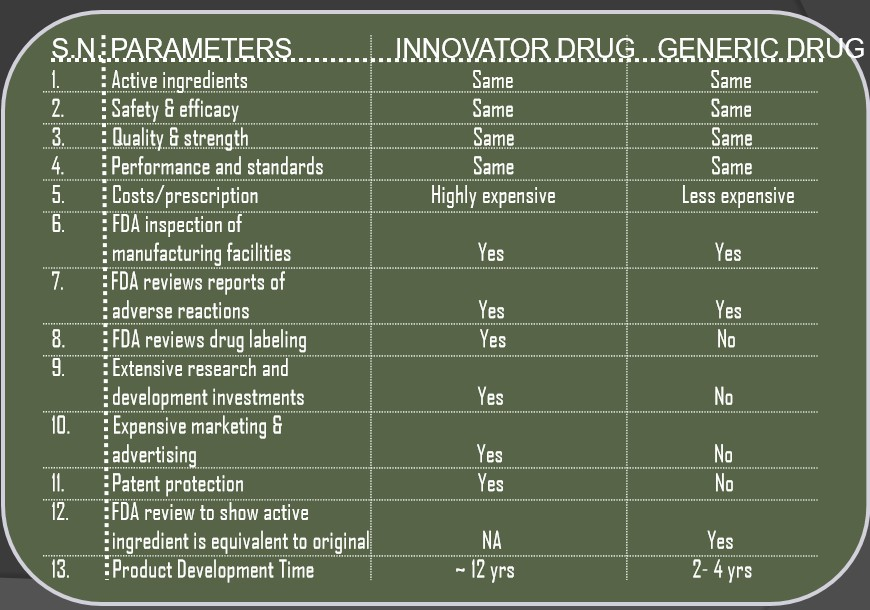 S.N. PARAMETERS INNOVATOR DRUG GENERIC DRUG
1. Active ingredients Same Same
2. Safety & efficacy Same Same
3. Quality & strength Same Same
4. Performance and standards Same Same
5. Costs/prescription Highly expensive Less expensive
6. FDA inspection of
manufacturing facilities Yes Yes
7. FDA reviews reports of
adverse reactions Yes Yes
8. FDA reviews drug labeling Yes No
9. Extensive research and
development investments Yes No
10. Expensive marketing &
advertising Yes No
11. Patent protection Yes No
12. FDA review to show active
ingredient is equivalent to original NA Yes
13. Product Development Time ~ 12 yrs 2- 4 yrs